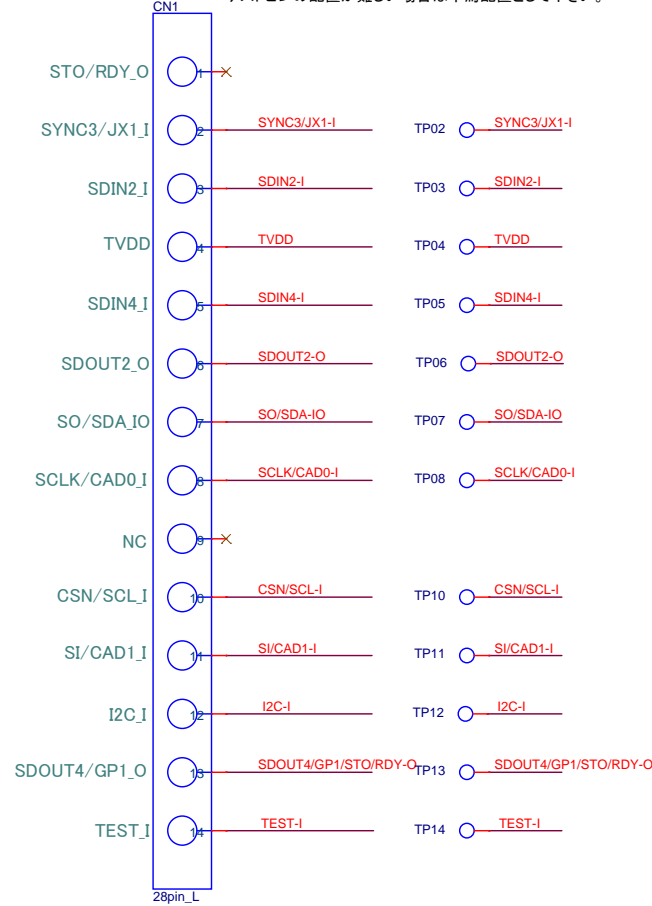 CN1
STO/RDY_O 1
SYNC3/JX1_I 2 SYNC3/JX1-I TP02 SYNC3/JX1-I
SDIN2_I 3 SDIN2-I TP03 SDIN2-I
TVDD 4 TVDD TP04 TVDD
SDIN4_I 5 SDIN4-I TP05 SDIN4-I
SDOUT2_O 6 SDOUT2-O TP06 SDOUT2-O
SO/SDA_IO 7 SO/SDA-IO TP07 SO/SDA-IO
SCLK/CAD0_I 8 SCLK/CAD0-I TP08 SCLK/CAD0-I
NC 9
CSN/SCL_I 10 CSN/SCL-I TP10 CSN/SCL-I
SI/CAD1_I 11 SI/CAD1-I TP11 SI/CAD1-I
I2C_I 12 I2C-I TP12 I2C-I
SDOUT4/GP1_O 13 SDOUT4/GP1/STO/RDY-O TP13 SDOUT4/GP1/STO/RDY-O
TEST_I 14 TEST-I TP14 TEST-I
28pin_L